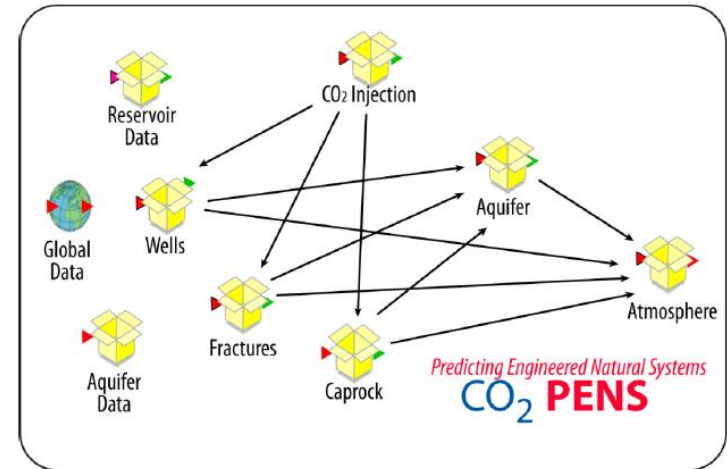 CO₂ Injection
Reservoir
Data
Aquifer
Global
Data
Wells
Atmosphere
Fractures
Aquifer
Data
Caprock
Predicting Engineered Natural Systems
CO₂ PENS